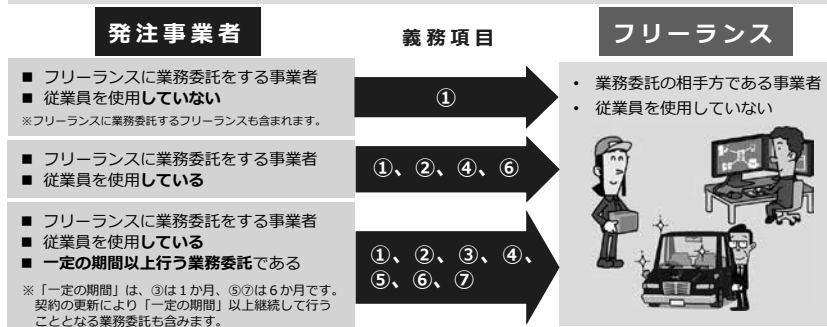 発注事業者
義務項目
フリーランス
■ フリーランスに業務委託をする事業者
■ 従業員を使用していない
※フリーランスに業務委託するフリーランスも含まれます。
①
・ 業務委託の相手方である事業者
・ 従業員を使用していない
■ フリーランスに業務委託をする事業者
■ 従業員を使用している
①、②、④、⑥
■ フリーランスに業務委託をする事業者
■ 従業員を使用している
■ 一定の期間以上行う業務委託である
※「一定の期間」は、③は１か月、⑤⑦は６か月です。
契約の更新により「一定の期間」以上継続して行う
こととなる業務委託も含みます。
①、②、③、④、
⑤、⑥、⑦